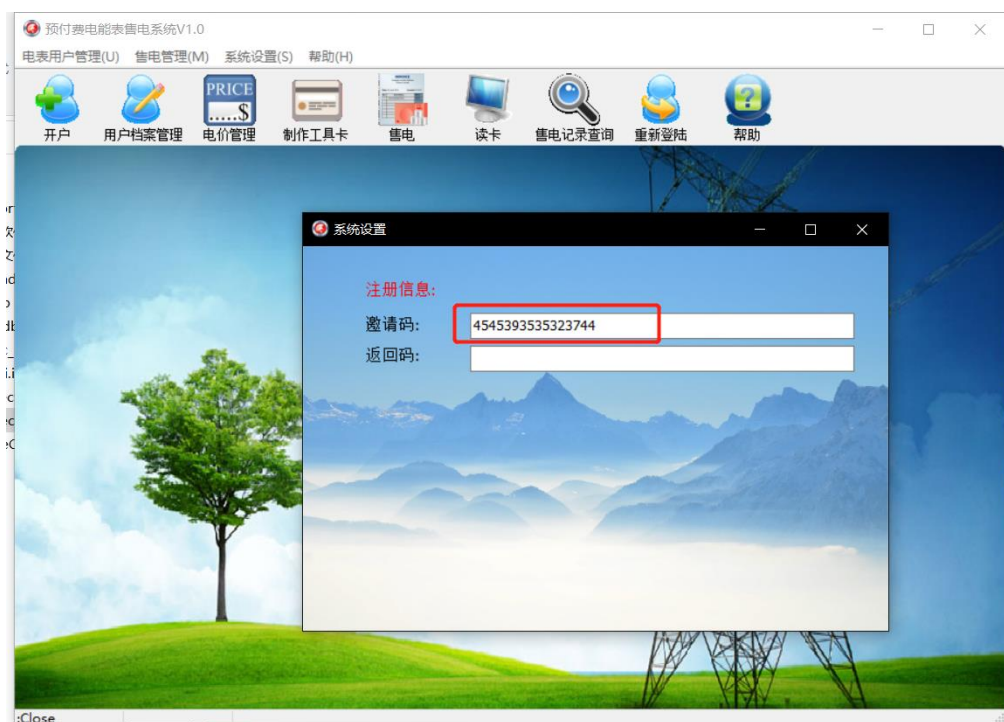 预付费电能表售电系统V1.0
电表用户管理(U) 售电管理(M) 系统设置(S) 帮助(H)
PRICE
.....$
开户 用户档案管理 电价管理 制作工具卡 售电 读卡 售电记录查询 重新登陆 帮助
系统设置
注册信息:
邀请码: 4545393535323744
返回码:
:Close